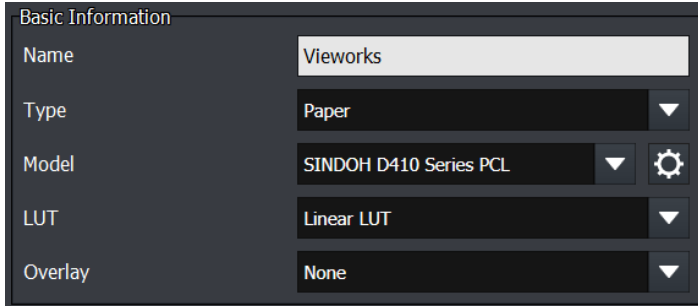 Basic Information
Name Vieworks
Type Paper
Model SINDOH D410 Series PCL
LUT Linear LUT
Overlay None